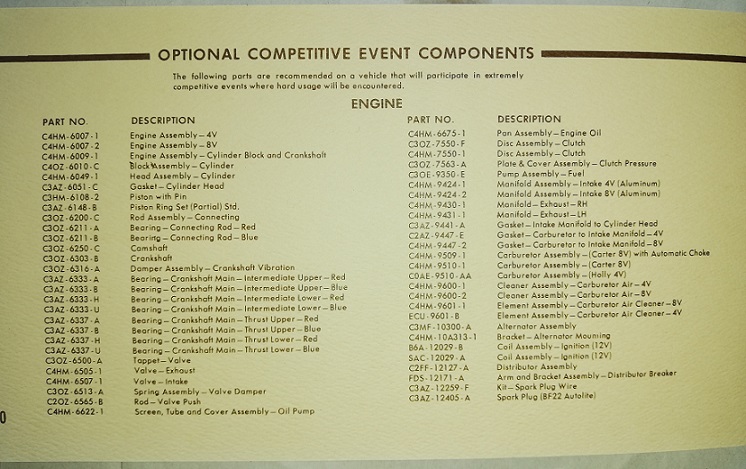 OPTIONAL COMPETITIVE EVENT COMPONENTS
The following parts are recommended on a vehicle that will participate in extremely
competitive events where hard usage will be encountered.
ENGINE
PART NO. DESCRIPTION
C4HM-6007-1 Engine Assembly—4V
C4HM-6007-2 Engine Assembly—8V
C4HM-6009-1 Engine Assembly—Cylinder Block and Crankshaft
C4OZ-6010-C Block Assembly—Cylinder
C4HM-6049-1 Head Assembly—Cylinder
C3AZ-6051-C Gasket—Cylinder Head
C3HM-6108-2 Piston with Pin
C3AZ-6148-B Piston Ring Set (Partial) Std.
C3OZ-6200-C Rod Assembly—Connecting
C3OZ-6211-A Bearing—Connecting Rod—Red
C3OZ-6211-B Bearing—Connecting Rod—Blue
C3OZ-6250-C Camshaft
C3OZ-6303-B Crankshaft
C3OZ-6316-A Damper Assembly—Crankshaft Vibration
C3AZ-6333-A Bearing—Crankshaft Main—Intermediate Upper—Red
C3AZ-6333-B Bearing—Crankshaft Main—Intermediate Upper—Blue
C3AZ-6333-H Bearing—Crankshaft Main—Intermediate Lower—Red
C3AZ-6333-U Bearing—Crankshaft Main—Intermediate Lower—Blue
C3AZ-6337-A Bearing—Crankshaft Main—Thrust Upper—Red
C3AZ-6337-B Bearing—Crankshaft Main—Thrust Upper—Blue
C3AZ-6337-H Bearing—Crankshaft Main—Thrust Lower—Red
C3AZ-6337-U Bearing—Crankshaft Main—Thrust Lower—Blue
C3OZ-6500-A Tappet—Valve
C4HM-6505-1 Valve—Exhaust
C4HM-6507-1 Valve—Intake
C3OZ-6513-A Spring Assembly—Valve Damper
C2OZ-6565-B Rod—Valve Push
C4HM-6622-1 Screen, Tube and Cover Assembly—Oil Pump
PART NO. DESCRIPTION
C4HM-6675-1 Pan Assembly—Engine Oil
C3OZ-7550-F Disc Assembly—Clutch
C4HM-7550-1 Disc Assembly—Clutch
C3OZ-7563-A Plate & Cover Assembly—Clutch Pressure
C3OE-9350-E Pump Assembly—Fuel
C4HM-9424-1 Manifold Assembly—Intake 4V (Aluminum)
C4HM-9424-2 Manifold Assembly—Intake 8V (Aluminum)
C4HM-9430-1 Manifold—Exhaust—RH
C4HM-9431-1 Manifold—Exhaust—LH
C3AZ-9441-A Gasket—Intake Manifold to Cylinder Head
C2AZ-9447-E Gasket—Carburetor to Intake Manifold—4V
C4HM-9447-2 Gasket—Carburetor to Intake Manifold—8V
C4HM-9509-1 Carburetor Assembly—(Carter 8V) with Automatic Choke
C4HM-9510-1 Carburetor Assembly—(Carter 8V)
C0AE-9510-AA Carburetor Assembly—(Holly 4V)
C4HM-9600-1 Cleaner Assembly—Carburetor Air—4V
C4HM-9600-2 Cleaner Assembly—Carburetor Air—8V
C4HM-9601-1 Element Assembly—Carburetor Air Cleaner—8V
ECU-9601-B Element Assembly—Carburetor Air Cleaner—4V
C3MF-10300-A Alternator Assembly
C4HM-10A313-1 Bracket—Alternator Mounting
B6A-12029-B Coil Assembly—Ignition (12V)
SAC-12029-A Coil Assembly—Ignition (12V)
C2FF-12127-A Distributor Assembly
FDS-12171-A Arm and Bracket Assembly—Distributor Breaker
C3AZ-12259-F Kit—Spark Plug Wire
C3AZ-12405-A Spark Plug (BF22 Autolite)
0